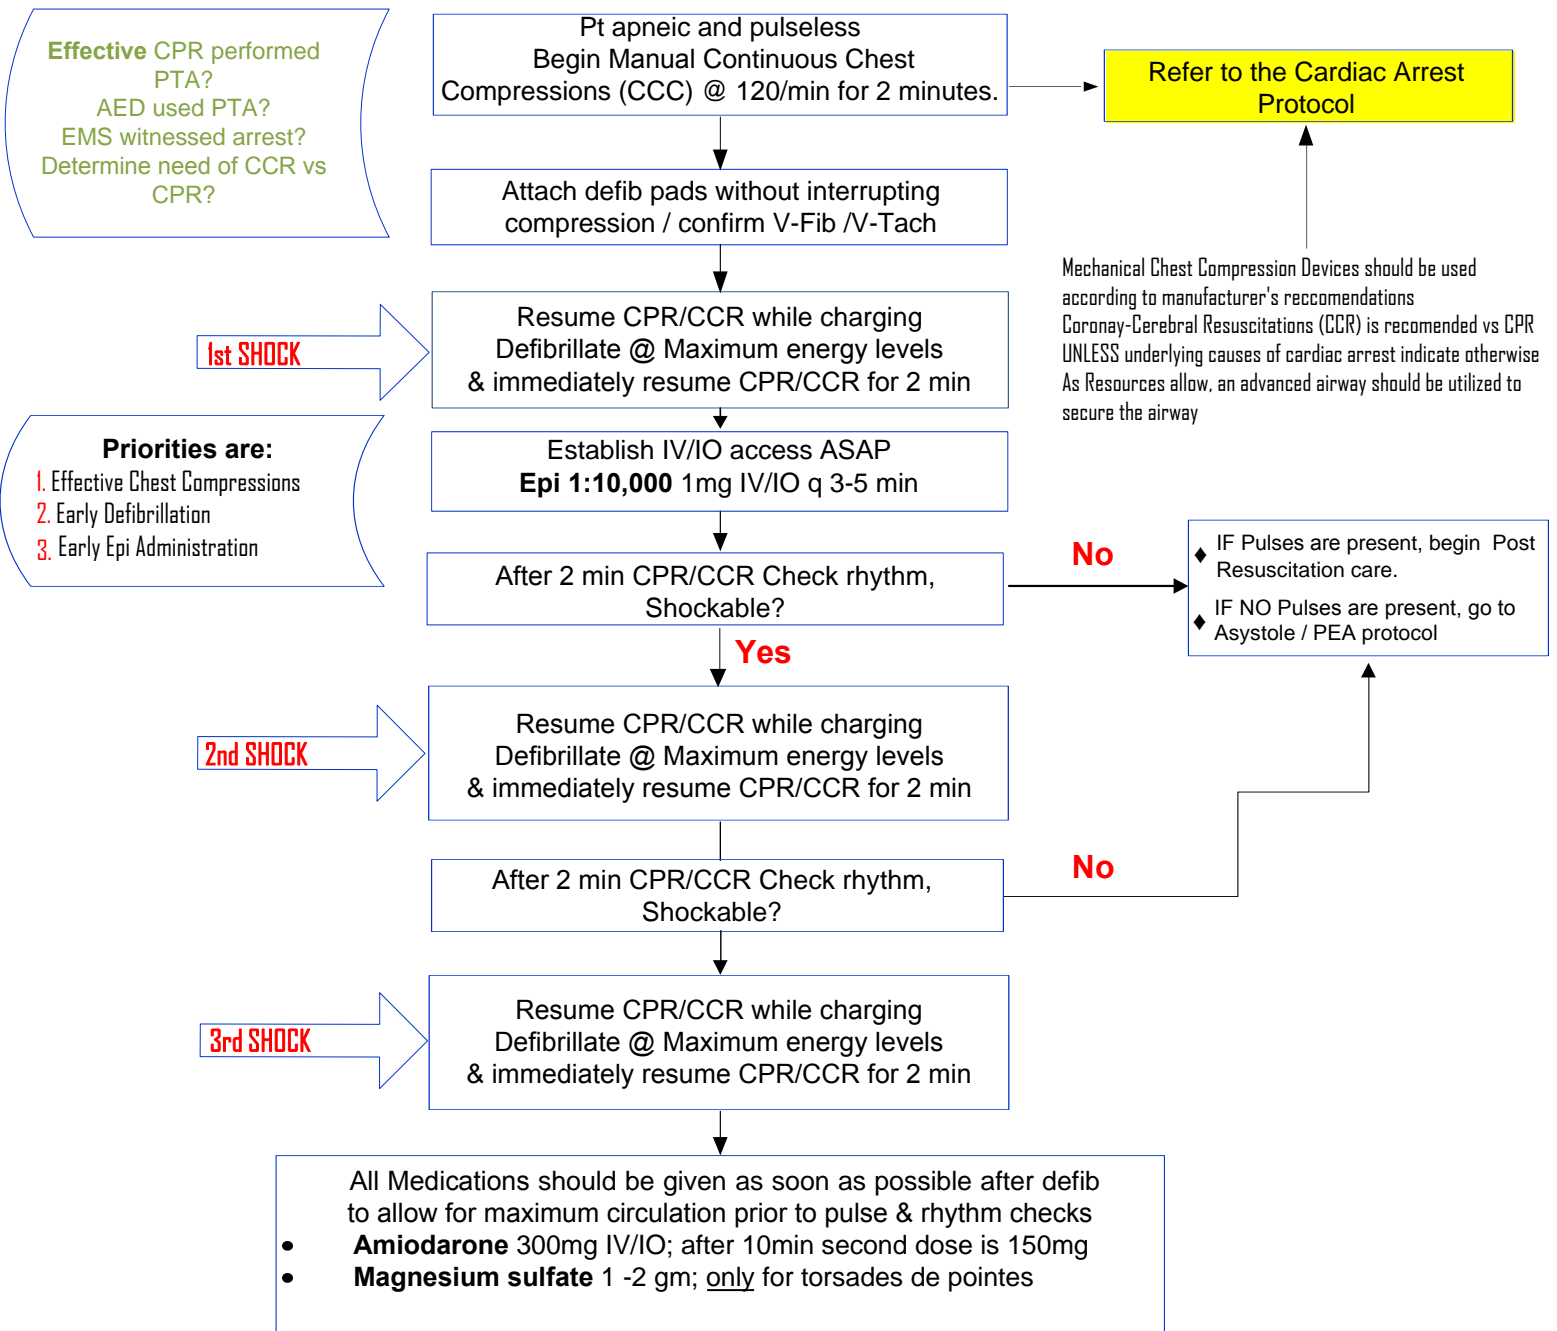 Effective CPR performed
PTA?
AED used PTA?
EMS witnessed arrest?
Determine need of CCR vs
CPR?
Pt apneic and pulseless
Begin Manual Continuous Chest
Compressions (CCC) @ 120/min for 2 minutes.
Refer to the Cardiac Arrest
Protocol
Attach defib pads without interrupting
compression / confirm V-Fib /V-Tach
Mechanical Chest Compression Devices should be used
according to manufacturer's reccomendations
Coronay-Cerebral Resuscitations (CCR) is recomended vs CPR
UNLESS underlying causes of cardiac arrest indicate otherwise
As Resources allow, an advanced airway should be utilized to
secure the airway
1st SHOCK
Resume CPR/CCR while charging
Defibrillate @ Maximum energy levels
& immediately resume CPR/CCR for 2 min
Priorities are:
1. Effective Chest Compressions
2. Early Defibrillation
3. Early Epi Administration
Establish IV/IO access ASAP
Epi 1:10,000 1mg IV/IO q 3-5 min
After 2 min CPR/CCR Check rhythm,
Shockable?
No
♦ IF Pulses are present, begin Post
Resuscitation care.
♦ IF NO Pulses are present, go to
Asystole / PEA protocol
Yes
2nd SHOCK
Resume CPR/CCR while charging
Defibrillate @ Maximum energy levels
& immediately resume CPR/CCR for 2 min
After 2 min CPR/CCR Check rhythm,
Shockable?
No
3rd SHOCK
Resume CPR/CCR while charging
Defibrillate @ Maximum energy levels
& immediately resume CPR/CCR for 2 min
All Medications should be given as soon as possible after defib
to allow for maximum circulation prior to pulse & rhythm checks
• Amiodarone 300mg IV/IO; after 10min second dose is 150mg
• Magnesium sulfate 1 -2 gm; only for torsades de pointes